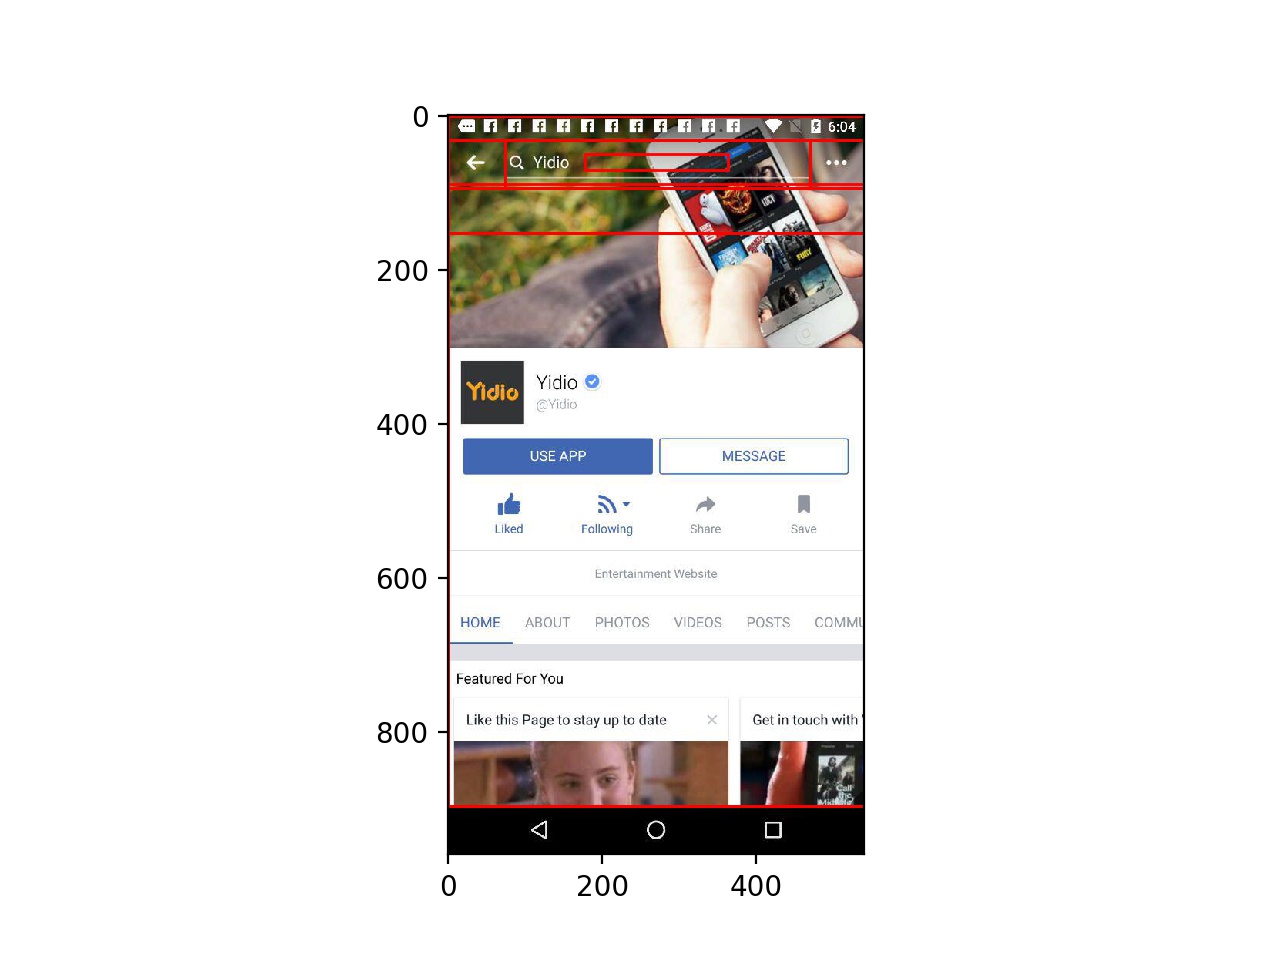 0
6:04
Yidio
200
Yidio
Yidio
@Yidio
400
USE APP MESSAGE
Liked Following Share Save
600
Entertainment Website
HOME ABOUT PHOTOS VIDEOS POSTS COMMU
Featured For You
Like this Page to stay up to date Get in touch with
800
Call
the
0 200 400